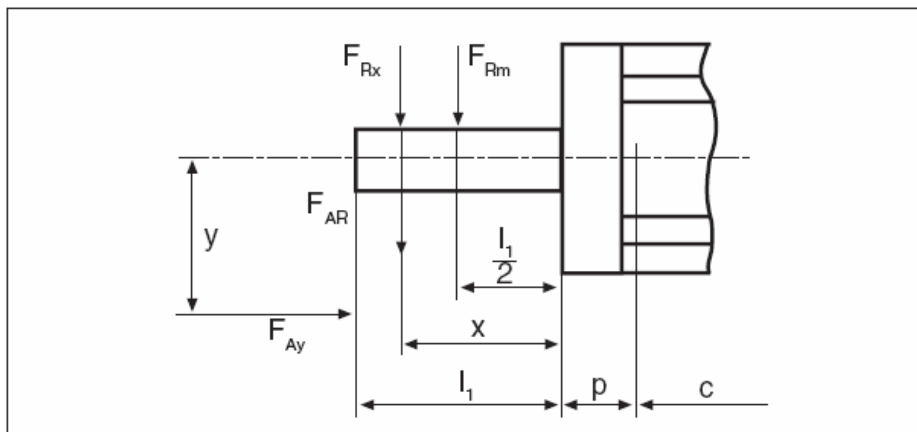 F_Rx F_Rm
F_AR
y
l_1/2
F_Ay
x
l_1 p c